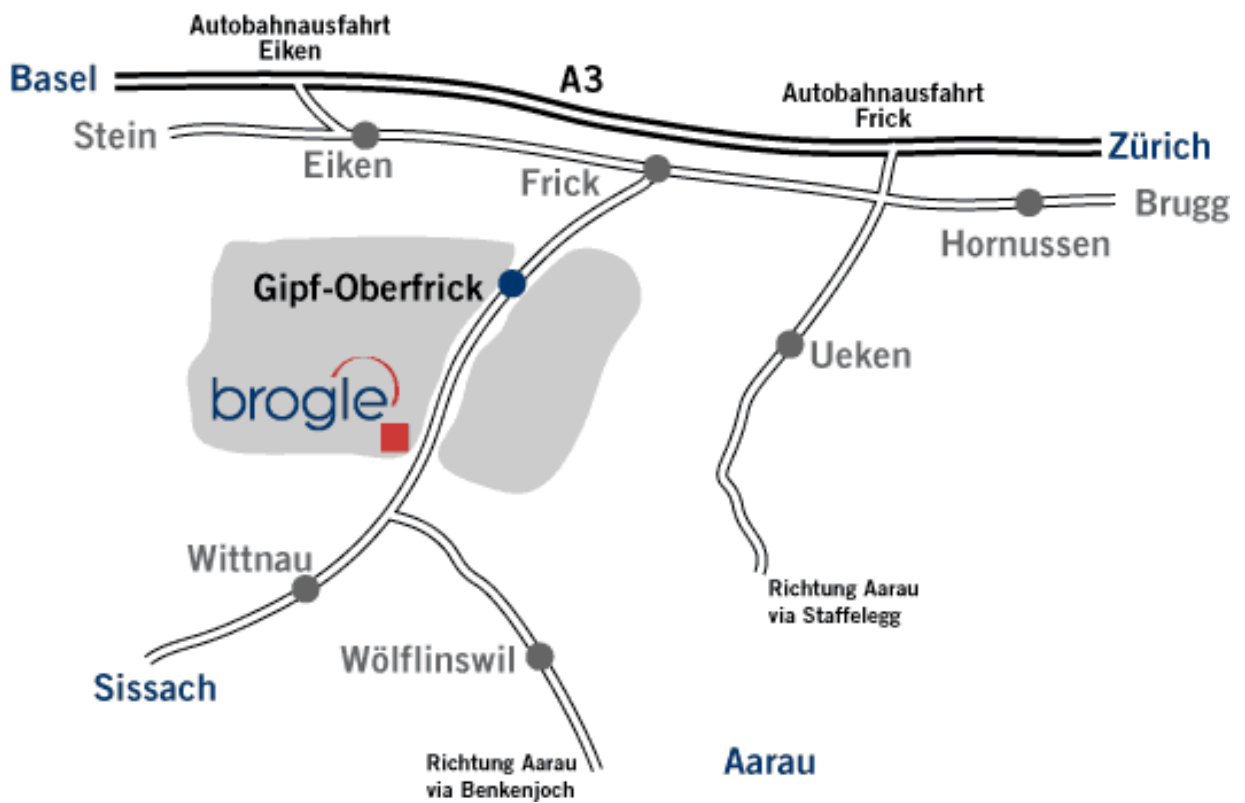 Autobahnausfahrt
Eiken
Basel
A3
Autobahnausfahrt
Frick
Stein
Eiken
Frick
Zürich
Brugg
Hornussen
Gipf-Oberfrick
Ueken
brogle
Wittnau
Richtung Aarau
via Staffelegg
Wölflinswil
Sissach
Richtung Aarau
via Benkenjoch
Aarau